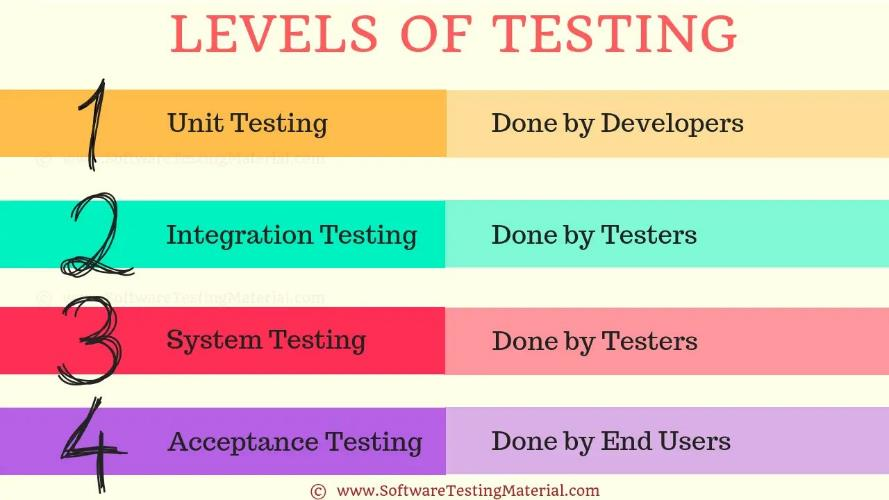 LEVELS OF TESTING
1 Unit Testing Done by Developers
© www.SoftwareTestingMaterial.com
2 Integration Testing Done by Testers
© www.SoftwareTestingMaterial.com
3 System Testing Done by Testers
4 Acceptance Testing Done by End Users
© www.SoftwareTestingMaterial.com